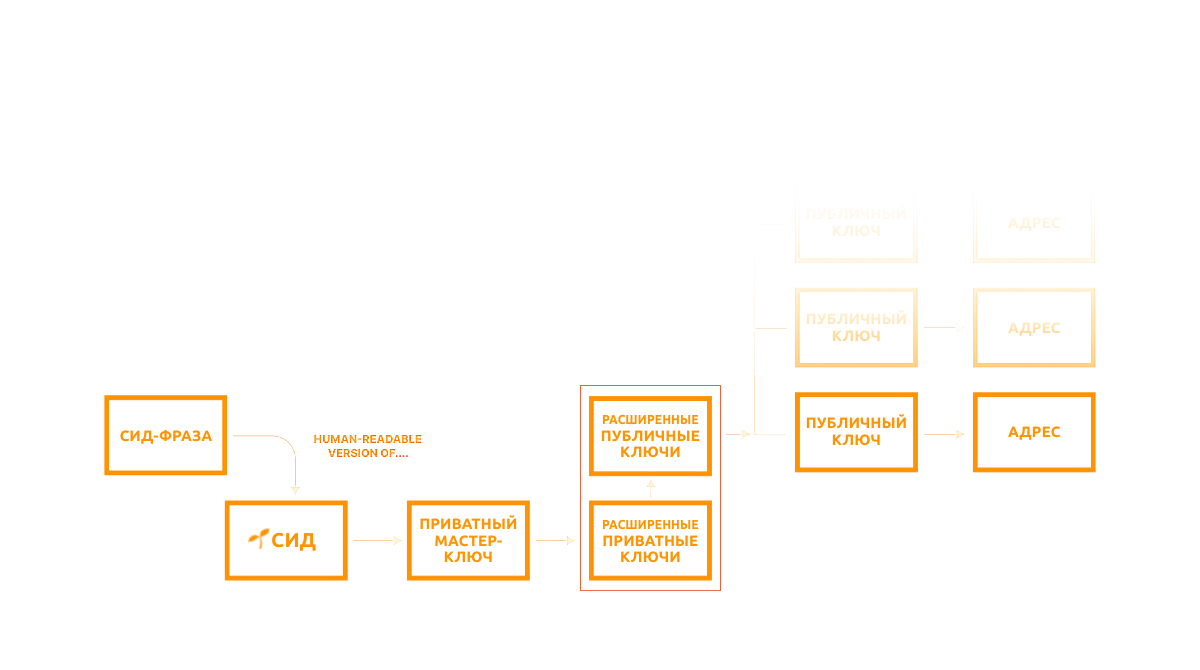 ПУБЛИЧНЫЙ
КЛЮЧ
АДРЕС
ПУБЛИЧНЫЙ
КЛЮЧ
АДРЕС
СИД-ФРАЗА
HUMAN-READABLE
VERSION OF....
РАСШИРЕННЫЕ
ПУБЛИЧНЫЕ
КЛЮЧИ
ПУБЛИЧНЫЙ
КЛЮЧ
АДРЕС
СИД
ПРИВАТНЫЙ
МАСТЕР-
КЛЮЧ
РАСШИРЕННЫЕ
ПРИВАТНЫЕ
КЛЮЧИ